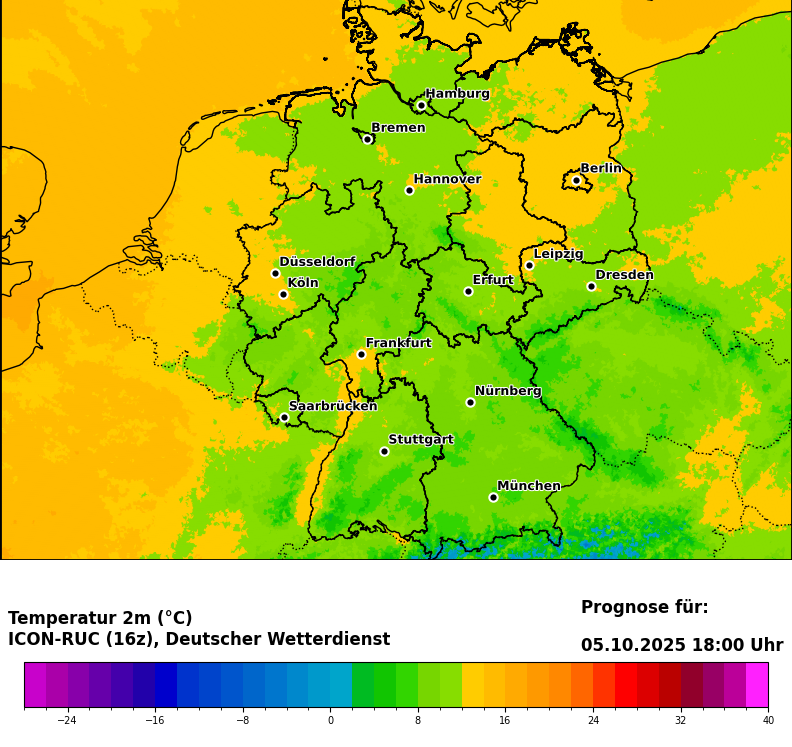 Hamburg
Bremen
Berlin
Hannover
Leipzig
Düsseldorf
Dresden
Köln
Erfurt
Frankfurt
Nürnberg
Saarbrücken
Stuttgart
München
Temperatur 2m (°C)
ICON-RUC (16z), Deutscher Wetterdienst
Prognose für:
05.10.2025 18:00 Uhr
−24 −16 −8 0 8 16 24 32 40